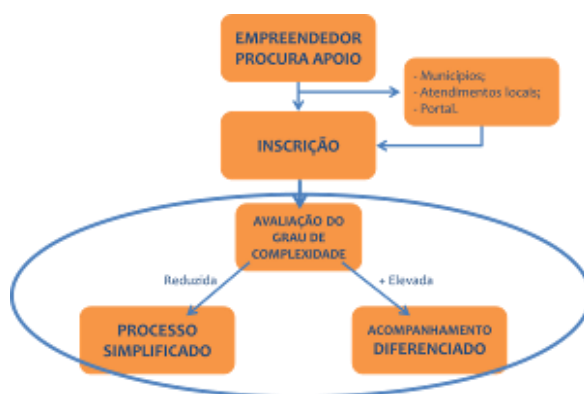 EMPREENDEDOR
PROCURA APOIO
- Municípios;
- Atendimentos locais;
- Portal.
INSCRIÇÃO
AVALIAÇÃO DO
GRAU DE
COMPLEXIDADE
Reduzida
+ Elevada
PROCESSO
SIMPLIFICADO
ACOMPANHAMENTO
DIFERENCIADO